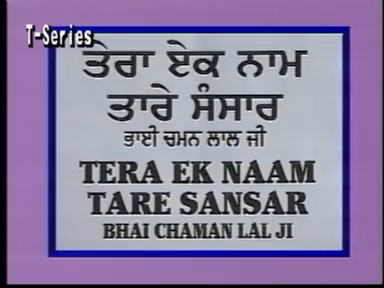 T-Series
ਤੇਰਾ ਏਕ ਨਾਮ
ਤਾਰੇ ਸੰਸਾਰ
ਭਾਈ ਚਮਨ ਲਾਲ ਜੀ
TERA EK NAAM
TARE SANSAR
BHAI CHAMAN LAL JI